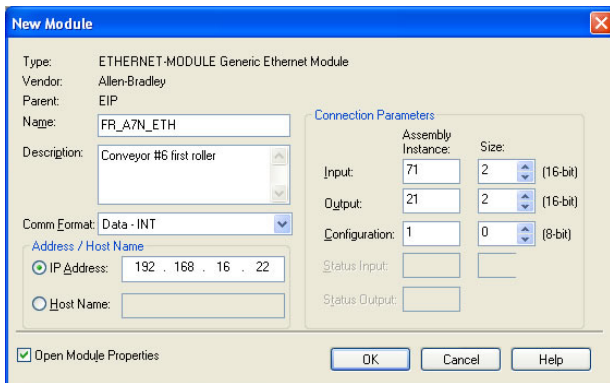 New Module
Type: ETHERNET-MODULE Generic Ethernet Module
Vendor: Allen-Bradley
Parent: EIP
Name: FR_A7N_ETH
Description: Conveyor #6 first roller
Comm Format: Data - INT
Address / Host Name
IP Address: 192 . 168 . 16 . 22
Host Name:
Connection Parameters
Assembly
Instance: Size:
Input: 71 2 (16-bit)
Output: 21 2 (16-bit)
Configuration: 1 0 (8-bit)
Status Input:
Status Output:
Open Module Properties
OK Cancel Help